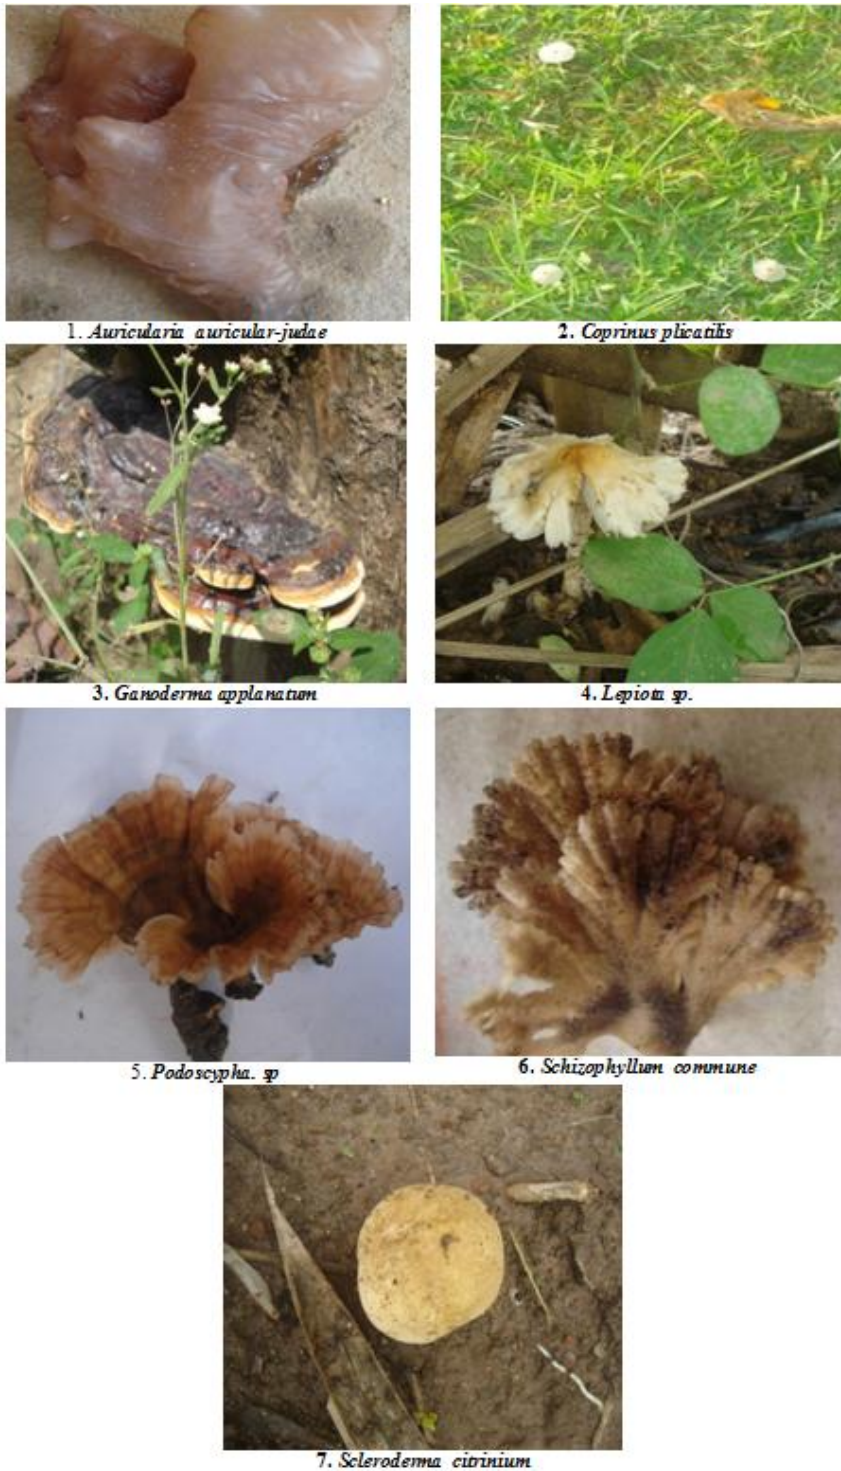 1. Auricularia auricular-judae
2. Coprinus plicatilis
3. Ganoderma applanatum
4. Lepiota sp.
5. Podoscypha. sp
6. Schizophyllum commune
7. Scleroderma citrinium